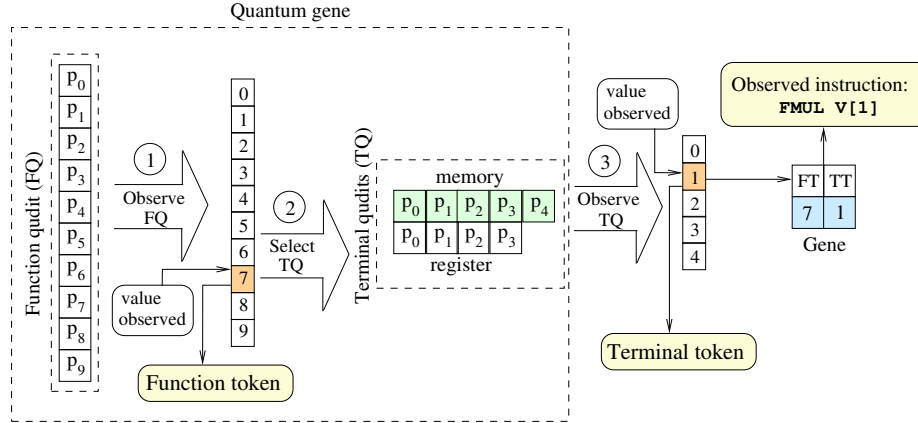 Quantum gene
Function qudit (FQ)
p0
p1
p2
p3
p4
p5
p6
p7
p8
p9
1
Observe
FQ
value
observed
0
1
2
3
4
5
6
7
8
9
Function token
2
Select
TQ
Terminal qudits (TQ)
memory
p0 p1 p2 p3 p4
p0 p1 p2 p3
register
3
Observe
TQ
value
observed
0
1
2
3
4
Terminal token
Observed instruction:
FMUL V[1]
FT TT
7 1
Gene